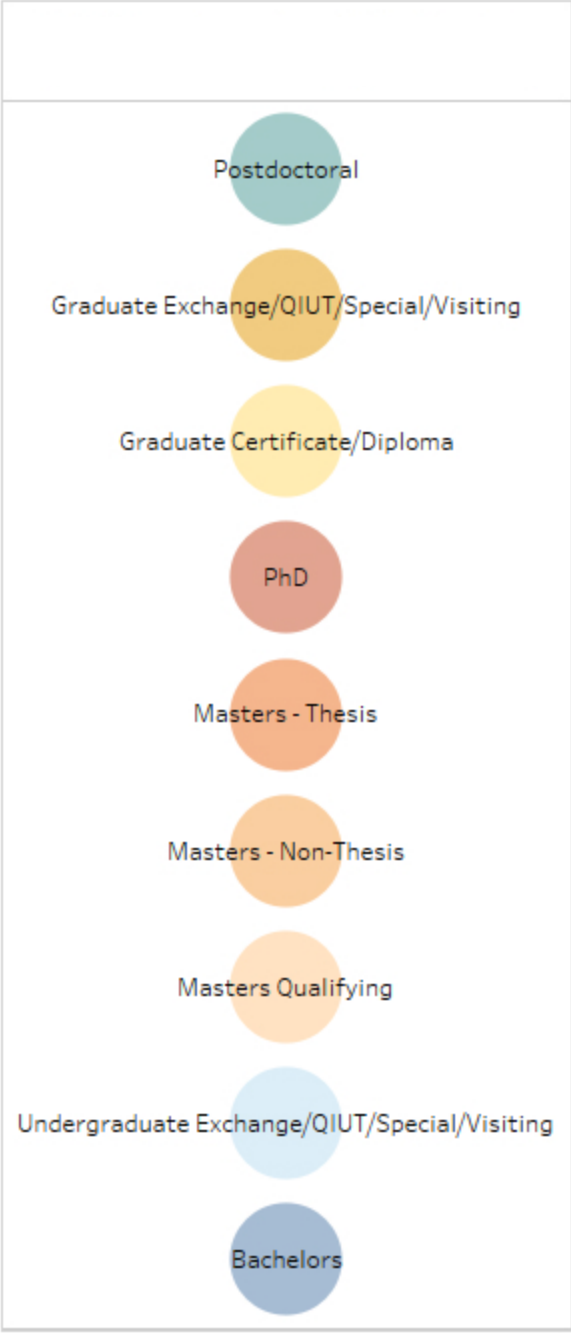 Postdoctoral
Graduate Exchange/QIUT/Special/Visiting
Graduate Certificate/Diploma
PhD
Masters - Thesis
Masters - Non-Thesis
Masters Qualifying
Undergraduate Exchange/QIUT/Special/Visiting
Bachelors